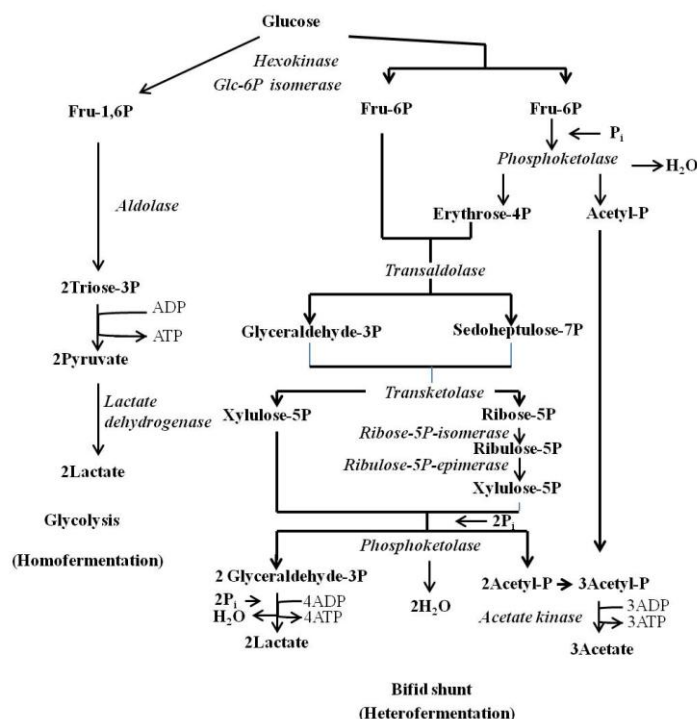 Glucose
Hexokinase
Glc-6P isomerase
Fru-1,6P
Fru-6P
Fru-6P
Pi
Phosphoketolase
H2O
Aldolase
Erythrose-4P
Acetyl-P
Transaldolase
2Triose-3P
ADP
ATP
Glyceraldehyde-3P
Sedoheptulose-7P
2Pyruvate
Transketolase
Lactate
dehydrogenase
Xylulose-5P
Ribose-5P
Ribose-5P-isomerase
Ribulose-5P
Ribulose-5P-epimerase
2Lactate
Xylulose-5P
Glycolysis
2Pi
(Homofermentation)
Phosphoketolase
2 Glyceraldehyde-3P
2Acetyl-P
3Acetyl-P
2Pi
4ADP
2H2O
3ADP
H2O
4ATP
Acetate kinase
3ATP
2Lactate
3Acetate
Bifid shunt
(Heterofermentation)